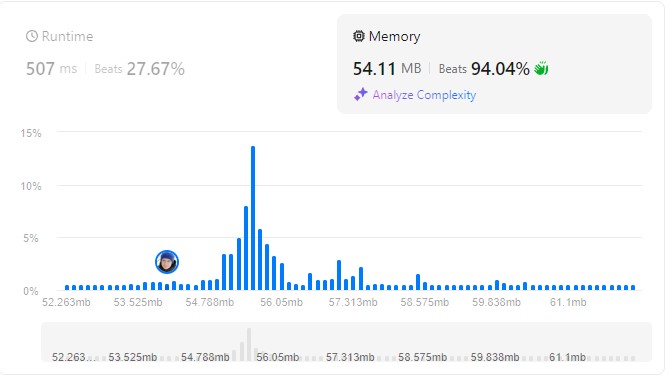 Runtime
507 ms | Beats 27.67%
Memory
54.11 MB | Beats 94.04%
Analyze Complexity
15%
10%
5%
0%
52.263mb 53.525mb 54.788mb 56.05mb 57.313mb 58.575mb 59.838mb 61.1mb
52.263... 53.525mb 54.788mb 56.05mb 57.313mb 58.575mb 59.838mb 61.1mb